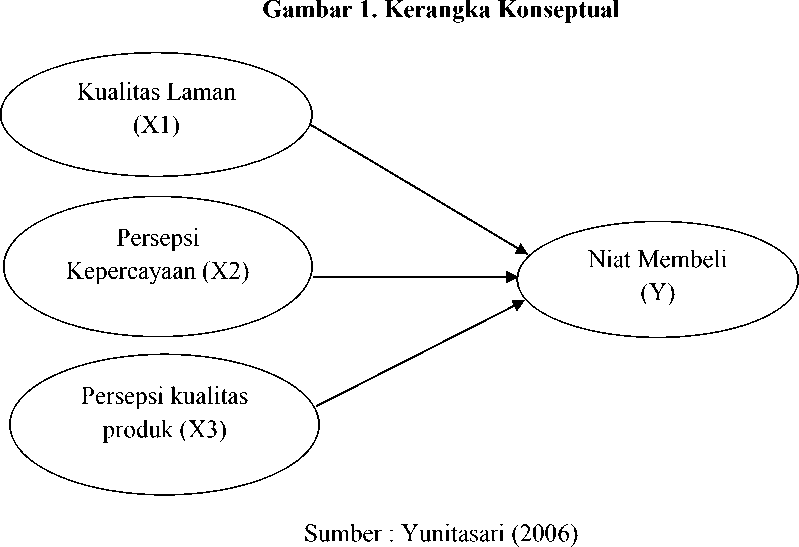 Gambar 1. Kerangka Konseptual
Kualitas Laman
(X1)
Persepsi
Kepercayaan (X2)
Persepsi kualitas
produk (X3)
Niat Membeli
(Y)
Sumber : Yunitasari (2006)